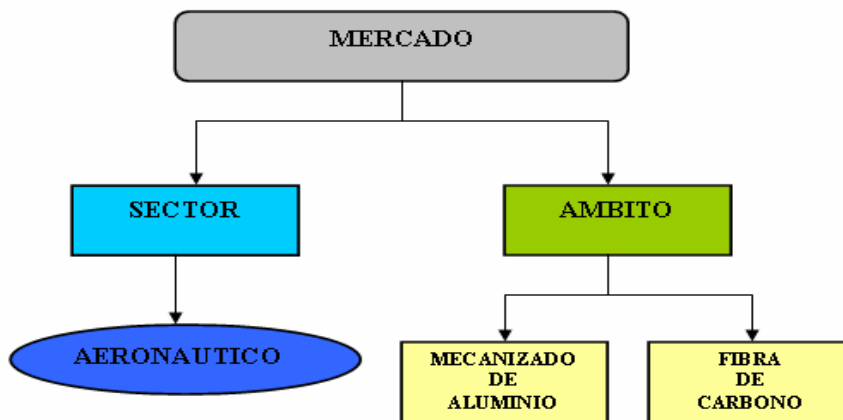 MERCADO
SECTOR
AMBITO
AERONAUTICO
MECANIZADO
DE
ALUMINIO
FIBRA
DE
CARBONO